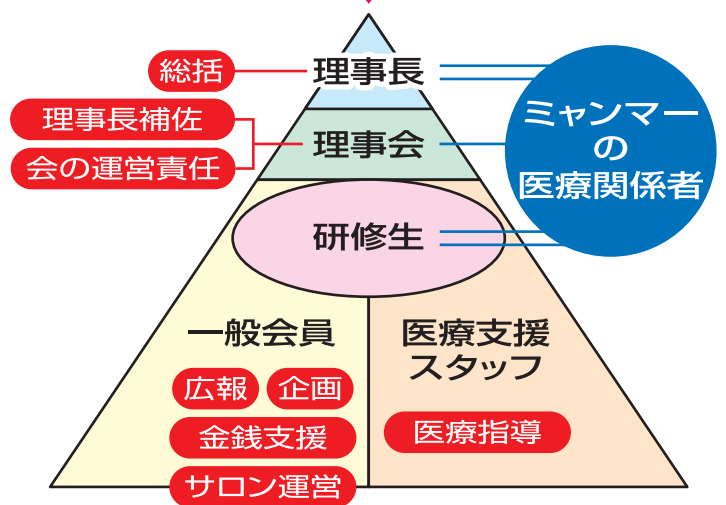 総括
理事長
理事長補佐
会の運営責任
理事会
ミャンマー
の
医療関係者
研修生
一般会員
広報
企画
金銭支援
サロン運営
医療支援
スタッフ
医療指導